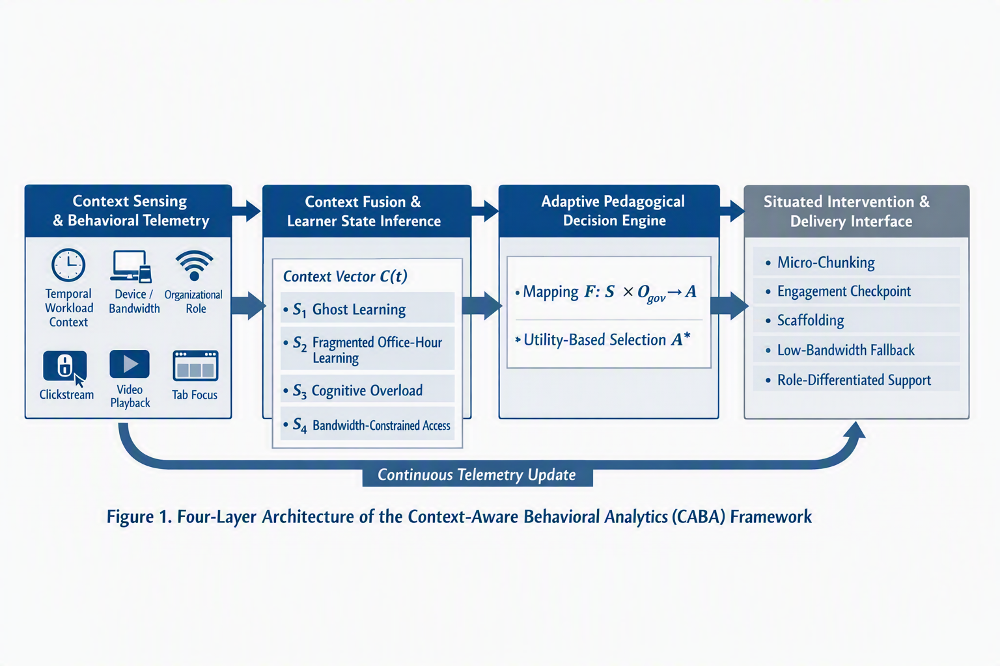 Context Sensing
& Behavioral Telemetry
Temporal
Workload
Context
Device /
Bandwidth
Organizational
Role
Clickstream
Video
Playback
Tab Focus
Context Fusion &
Learner State Inference
Context Vector C(t)
• S₁ Ghost Learning
• S₂ Fragmented Office-Hour
Learning
• S₃ Cognitive Overload
• S₄ Bandwidth-Constrained Access
Adaptive Pedagogical
Decision Engine
• Mapping F: S × O_gov → A
* Utility-Based Selection A*
Situated Intervention &
Delivery Interface
• Micro-Chunking
• Engagement Checkpoint
• Scaffolding
• Low-Bandwidth Fallback
• Role-Differentiated Support
Continuous Telemetry Update
Figure 1. Four-Layer Architecture of the Context-Aware Behavioral Analytics (CABA) Framework